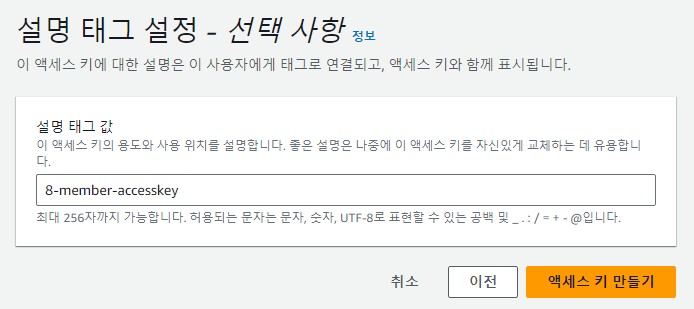 설명 태그 설정 - 선택 사항 정보
이 액세스 키에 대한 설명은 이 사용자에게 태그로 연결되고, 액세스 키와 함께 표시됩니다.
설명 태그 값
이 액세스 키의 용도와 사용 위치를 설명합니다. 좋은 설명은 나중에 이 액세스 키를 자신있게 교체하는 데 유용합니
다.
8-member-accesskey
최대 256자까지 가능합니다. 허용되는 문자는 문자, 숫자, UTF-8로 표현할 수 있는 공백 및 _ . : / = + - @입니다.
취소 이전 액세스 키 만들기